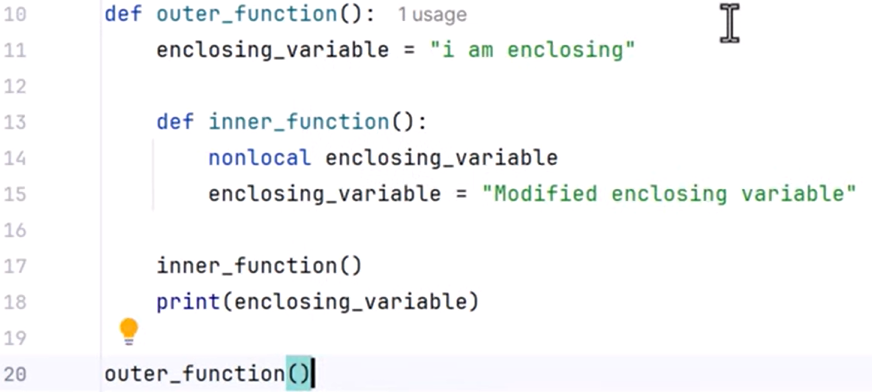 10 def outer_function(): 1 usage
11     enclosing_variable = "i am enclosing"
12
13     def inner_function():
14         nonlocal enclosing_variable
15         enclosing_variable = "Modified enclosing variable"
16
17     inner_function()
18     print(enclosing_variable)
19
20 outer_function()